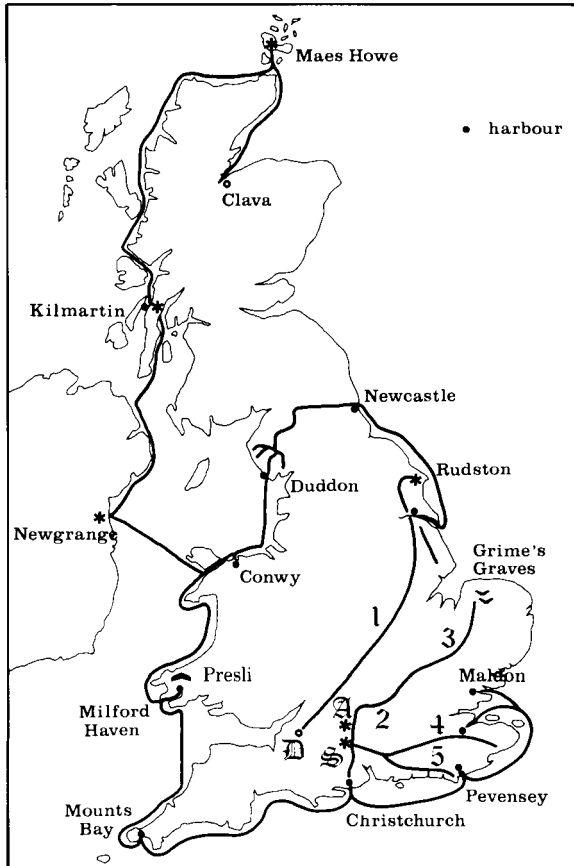 Maes Howe
harbour
Clava
Kilmartin
Newcastle
Rudston
Duddon
Newgrange
Grime's
Graves
Conwy
1
3
Presli
Maldon
A
2
Milford
Haven
4
D
S
5
Pevensey
Mounts
Bay
Christchurch